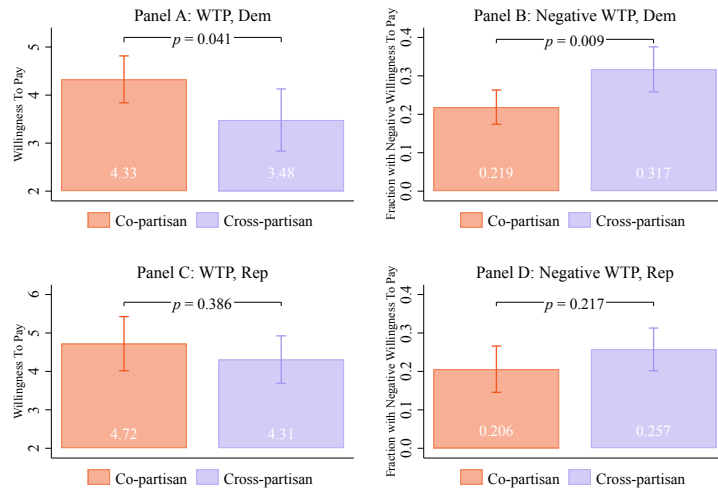 Panel A: WTP, Dem
Willingness To Pay
5
4
3
2
p = 0.041
4.33
3.48
Co-partisan
Cross-partisan
Panel B: Negative WTP, Dem
Fraction with Negative Willingness To Pay
0.4
0.3
0.2
0.1
0.0
p = 0.009
0.219
0.317
Co-partisan
Cross-partisan
Panel C: WTP, Rep
Willingness To Pay
6
5
4
3
2
p = 0.386
4.72
4.31
Co-partisan
Cross-partisan
Panel D: Negative WTP, Rep
Fraction with Negative Willingness To Pay
0.4
0.3
0.2
0.1
0.0
p = 0.217
0.206
0.257
Co-partisan
Cross-partisan